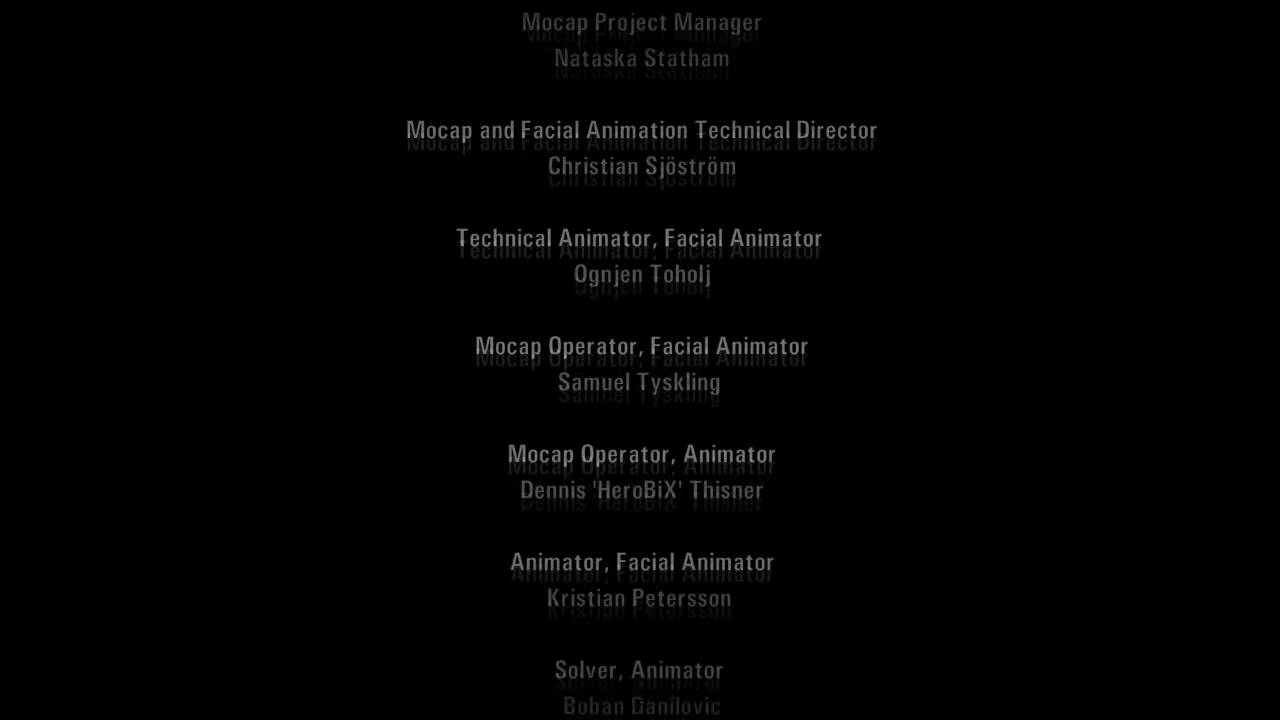 Mocap Project Manager
Nataska Statham
Mocap and Facial Animation Technical Director
Christian Sjöström
Technical Animator, Facial Animator
Ognjen Toholj
Mocap Operator, Facial Animator
Samuel Tyskling
Mocap Operator, Animator
Dennis 'HeroBiX' Thisner
Animator, Facial Animator
Kristian Petersson
Solver, Animator
Boban Danilovic